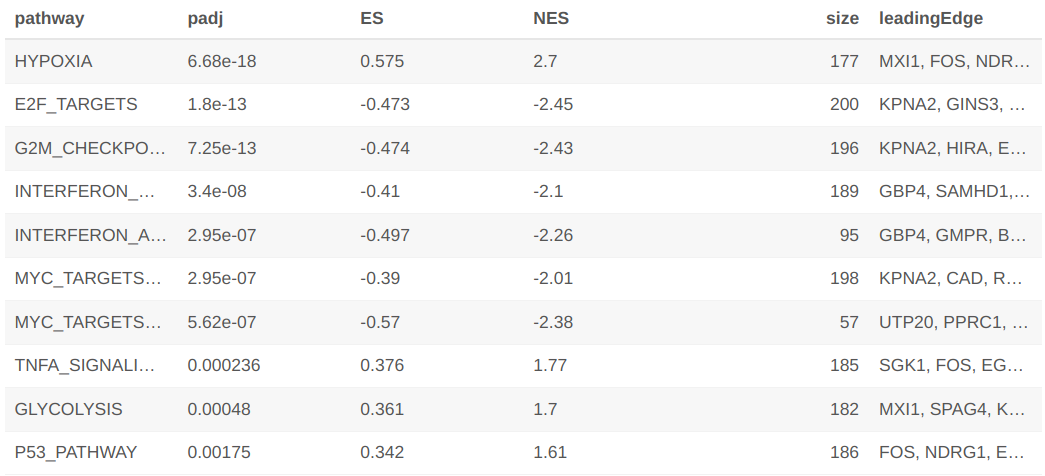 pathway padj ES NES size leadingEdge
HYPOXIA 6.68e-18 0.575 2.7 177 MXI1, FOS, NDR…
E2F_TARGETS 1.8e-13 -0.473 -2.45 200 KPNA2, GINS3, …
G2M_CHECKPO… 7.25e-13 -0.474 -2.43 196 KPNA2, HIRA, E…
INTERFERON_… 3.4e-08 -0.41 -2.1 189 GBP4, SAMHD1,…
INTERFERON_A… 2.95e-07 -0.497 -2.26 95 GBP4, GMPR, B…
MYC_TARGETS… 2.95e-07 -0.39 -2.01 198 KPNA2, CAD, R…
MYC_TARGETS… 5.62e-07 -0.57 -2.38 57 UTP20, PPRC1, …
TNFA_SIGNALI… 0.000236 0.376 1.77 185 SGK1, FOS, EG…
GLYCOLYSIS 0.00048 0.361 1.7 182 MXI1, SPAG4, K…
P53_PATHWAY 0.00175 0.342 1.61 186 FOS, NDRG1, E…